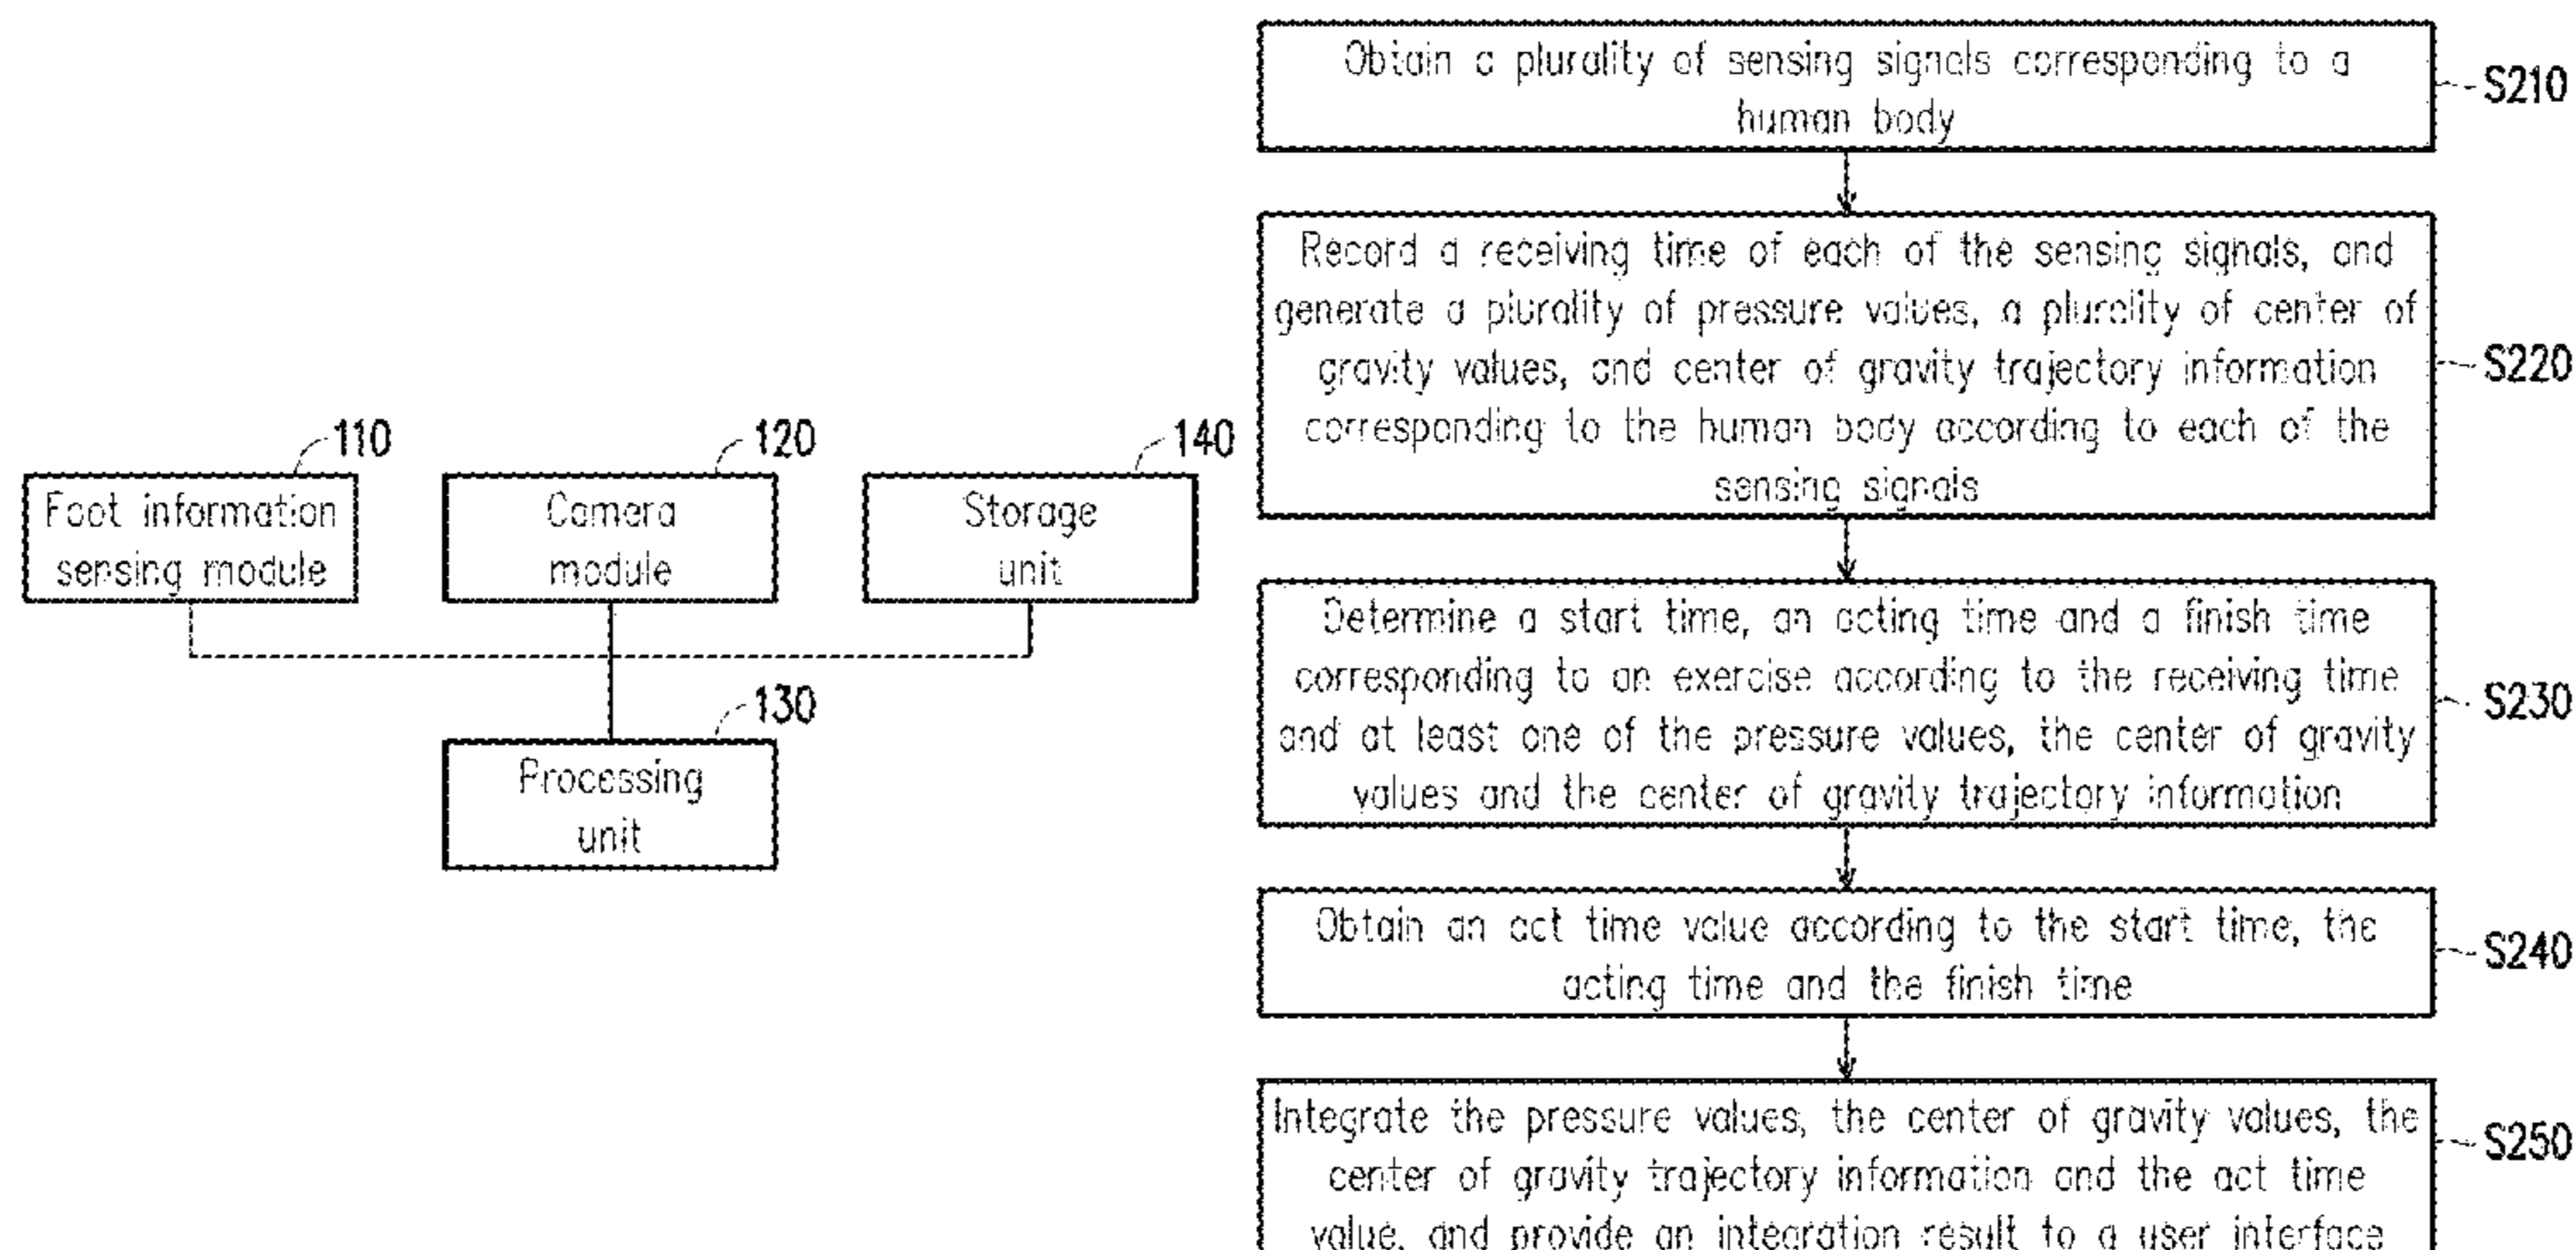 110
Foot information
sensing module
120
Camera
module
140
Storage
unit
130
Processing
unit
Obtain a plurality of sensing signals corresponding to a
human body
S210
Record a receiving time of each of the sensing signals, and
generate a plurality of pressure values, a plurality of center of
gravity values, and center of gravity trajectory information
corresponding to the human body according to each of the
sensing signals
S220
Determine a start time, an acting time and a finish time
corresponding to an exercise according to the receiving time
and at least one of the pressure values, the center of gravity
values and the center of gravity trajectory information
S230
Obtain an act time value according to the start time, the
acting time and the finish time
S240
Integrate the pressure values, the center of gravity values, the
center of gravity trajectory information and the act time
value, and provide an integration result to a user interface
S250